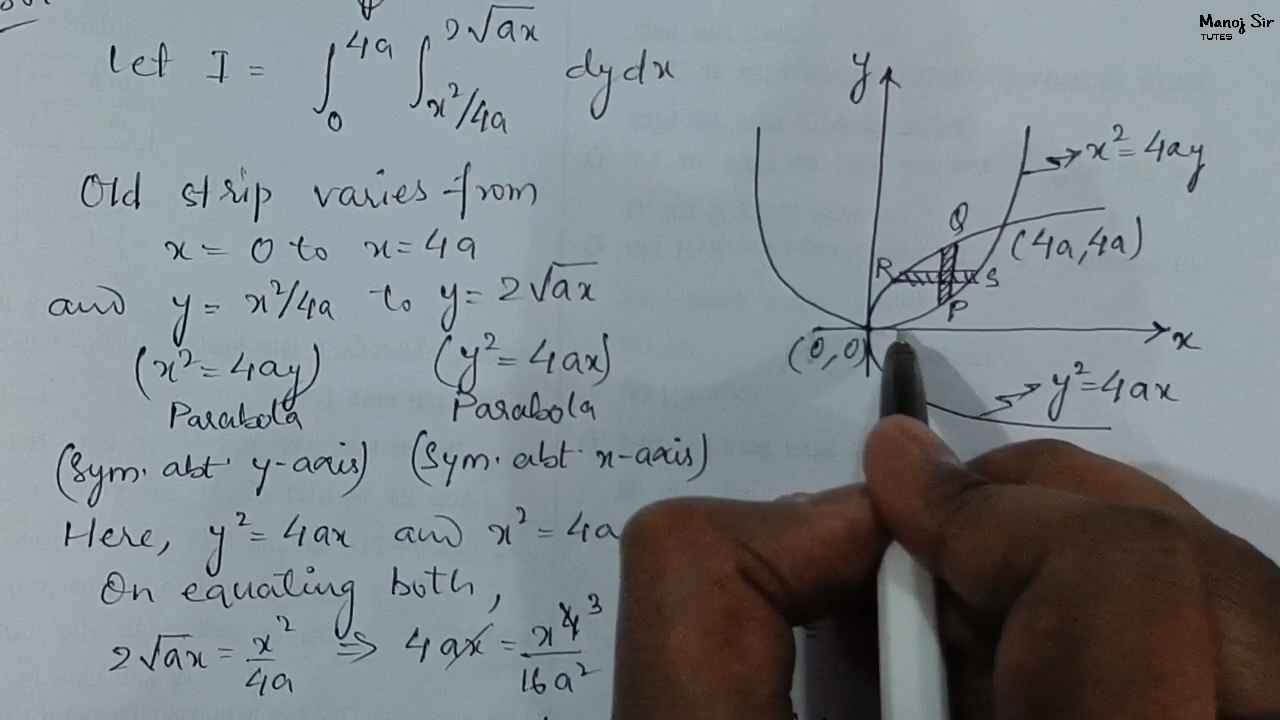 Manoj Sir
TUTES
Let I = ∫₀^4a ∫_x²/4a^2√ax dy dx
Old strip varies from
x = 0 to x = 4a
and y = x²/4a to y = 2√ax
(x² = 4ay) (y² = 4ax)
Parabola Parabola
(Sym. abt. y-axis) (Sym. abt. x-axis)
Here, y² = 4ax and x² = 4a
On equating both,
2√ax = x²/4a ⇒ 4ax = x⁴ ³/16a²
y
x² = 4ay
Q
(4a, 4a)
R
S
P
(0, 0)
x
y² = 4ax